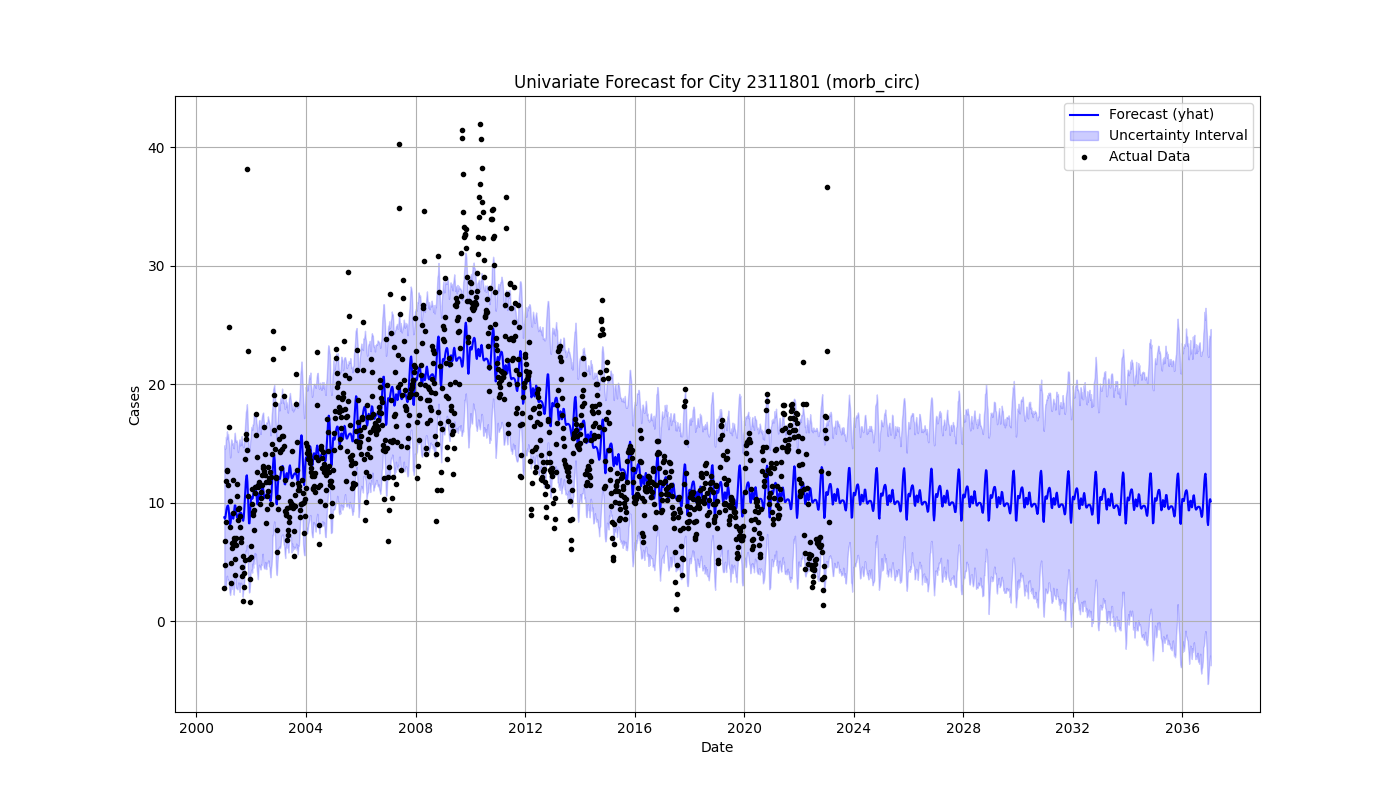 Univariate Forecast for City 2311801 (morb_circ)
Forecast (yhat)
Uncertainty Interval
Actual Data
Cases
40
30
20
10
0
2000 2004 2008 2012 2016 2020 2024 2028 2032 2036
Date